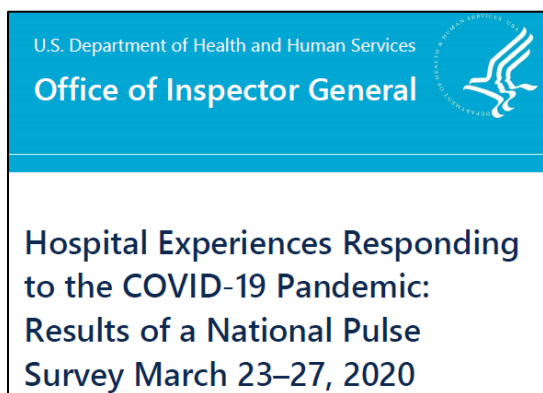 U.S. Department of Health and Human Services
Office of Inspector General
Hospital Experiences Responding
to the COVID-19 Pandemic:
Results of a National Pulse
Survey March 23–27, 2020